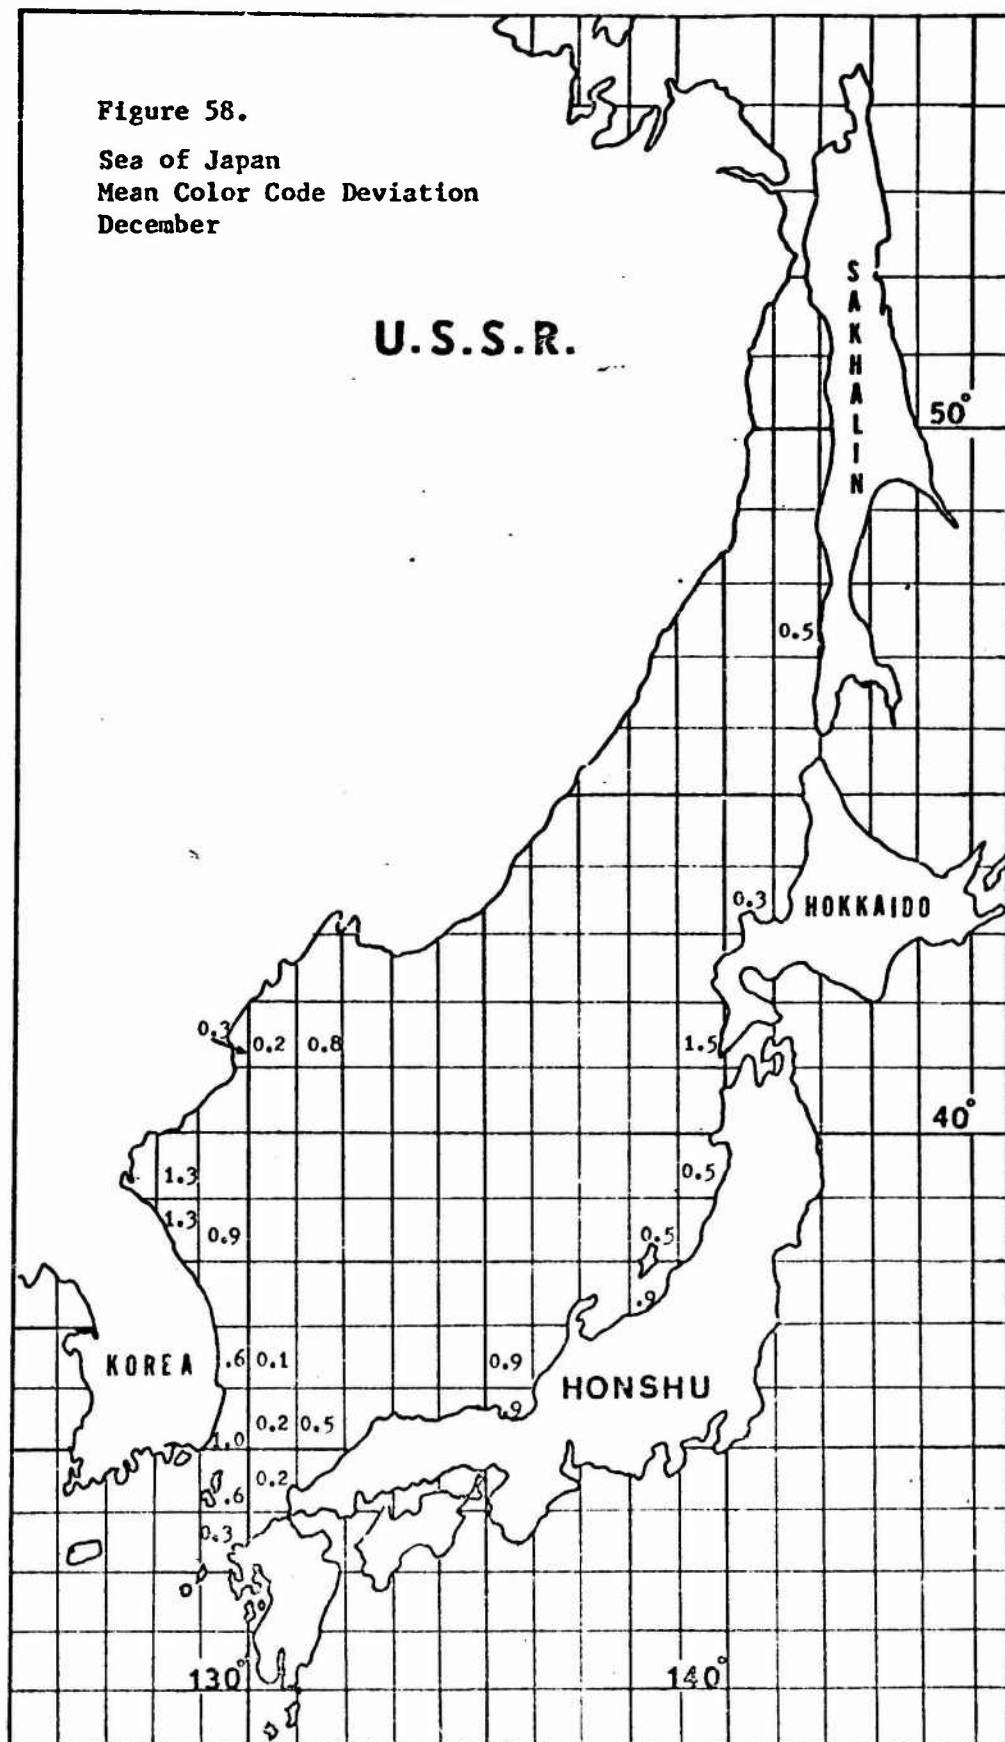 Figure 58.
Sea of Japan
Mean Color Code Deviation
December
U.S.S.R.
SAKHALIN
50°
0.5
0.3
HOKKAIDO
0.3
0.2 0.8
1.5
40°
1.3
0.5
1.3
0.9
0.5
.9
KOREA
.6 0.1
0.9
HONSHU
.9
0.2 0.5
1.0
0.2
.6
0.3
130°
140°